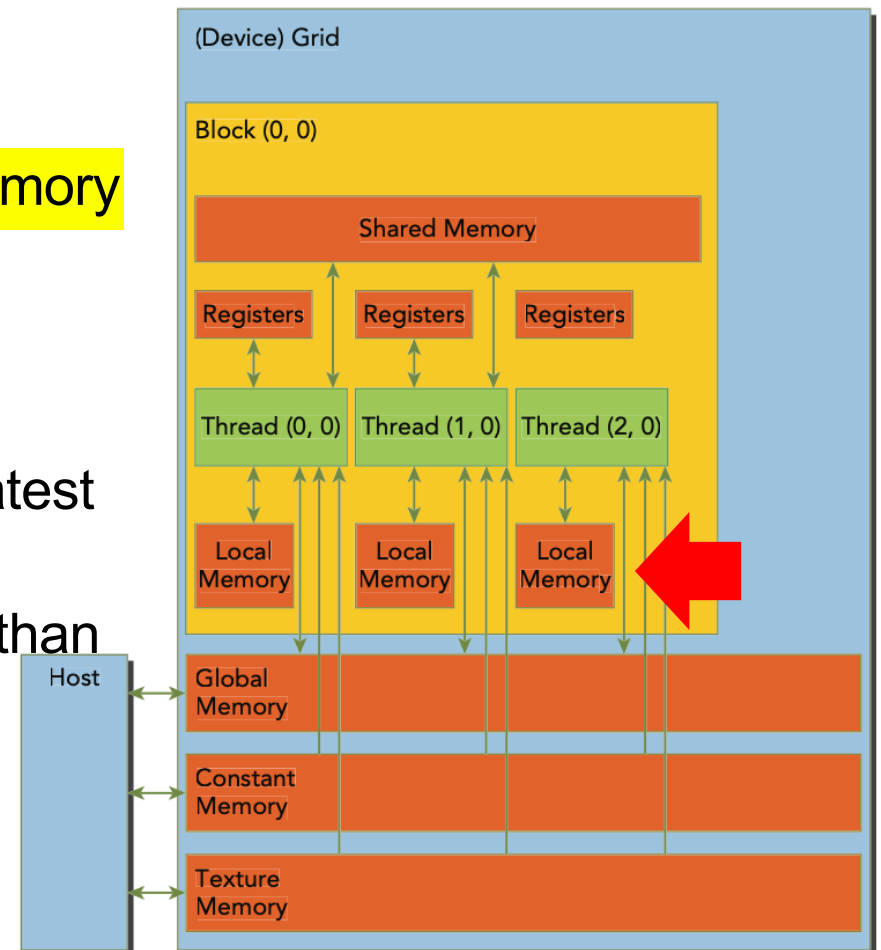 (Device) Grid
Block (0, 0)
mory
Shared Memory
Registers
Registers
Registers
Thread (0, 0)
Thread (1, 0)
Thread (2, 0)
atest
Local
Memory
Local
Memory
Local
Memory
than
Host
Global
Memory
Constant
Memory
Texture
Memory